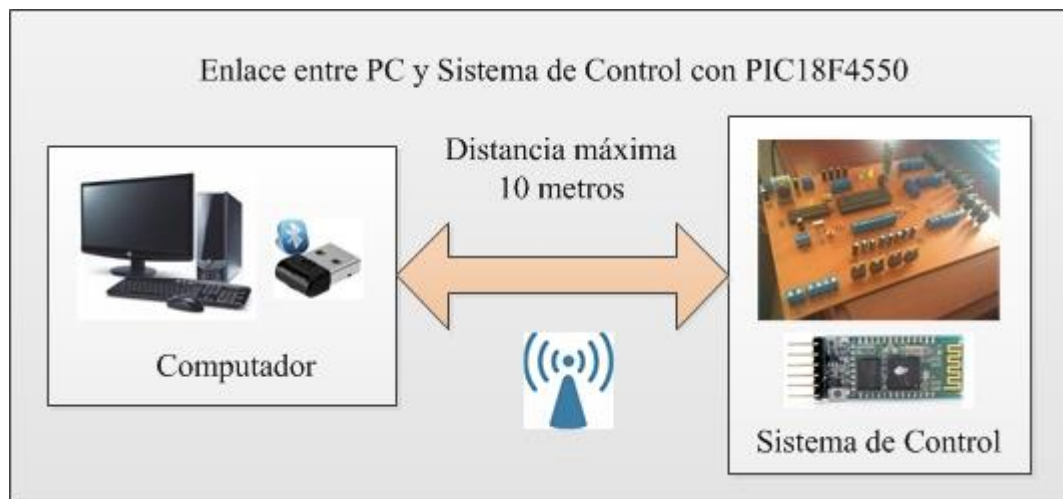 Enlace entre PC y Sistema de Control con PIC18F4550
Distancia máxima
10 metros
Computador
Sistema de Control